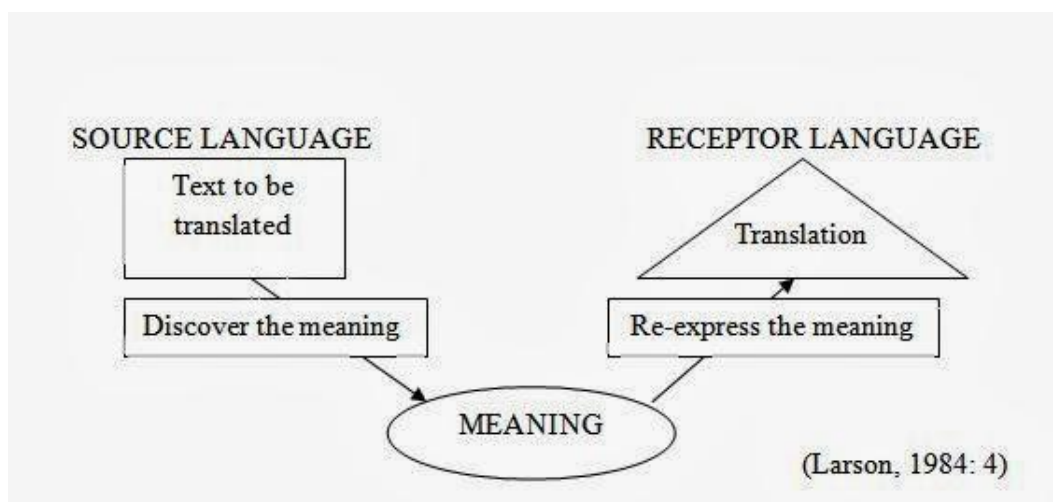 SOURCE LANGUAGE
Text to be
translated
Discover the meaning
MEANING
RECEPTOR LANGUAGE
Translation
Re-express the meaning
(Larson, 1984: 4)